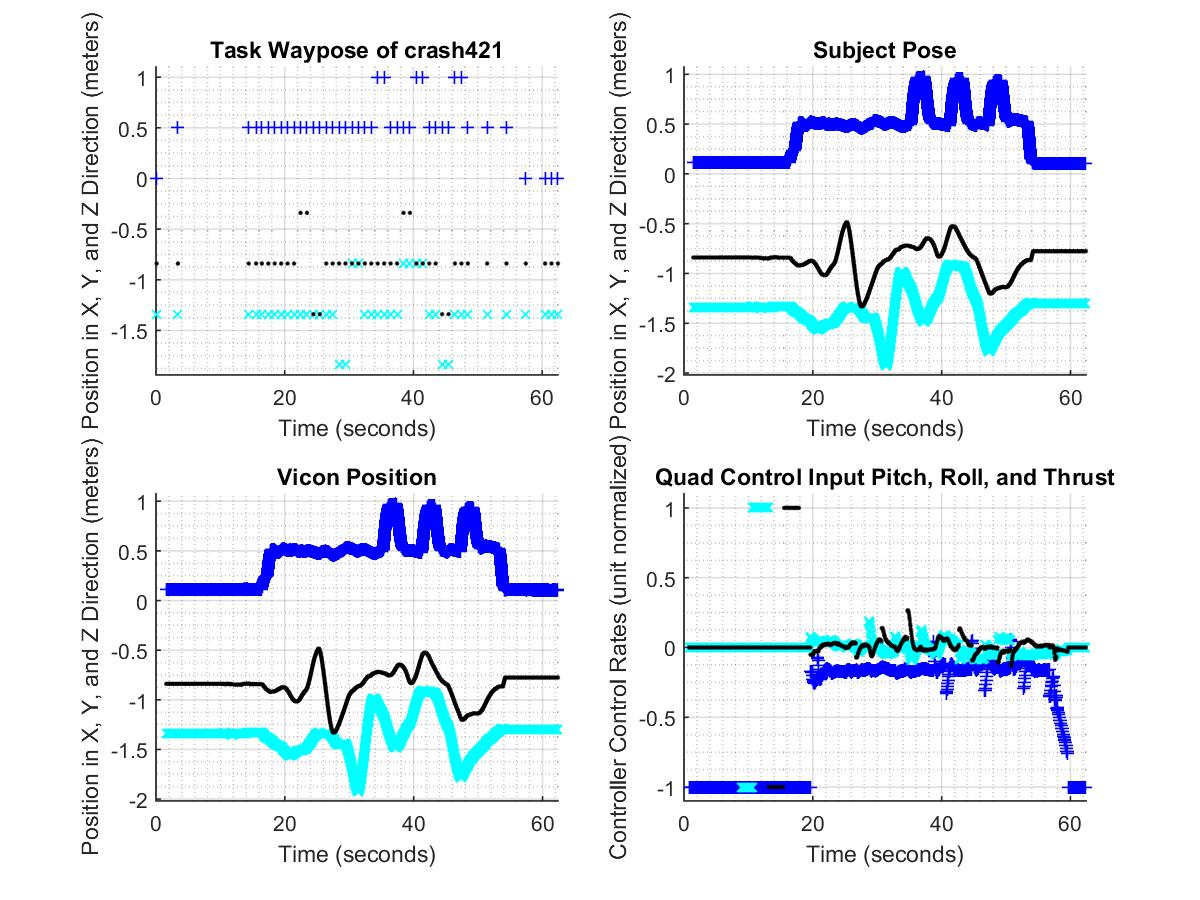 Task Waypose of crash421
Position in X, Y, and Z Direction (meters)
1
0.5
0
-0.5
-1
-1.5
0 20 40 60
Time (seconds)
Subject Pose
Position in X, Y, and Z Direction (meters)
1
0.5
0
-0.5
-1
-1.5
-2
0 20 40 60
Time (seconds)
Vicon Position
Position in X, Y, and Z Direction (meters)
1
0.5
0
-0.5
-1
-1.5
-2
0 20 40 60
Time (seconds)
Quad Control Input Pitch, Roll, and Thrust
Controller Control Rates (unit normalized)
1
0.5
0
-0.5
-1
0 20 40 60
Time (seconds)